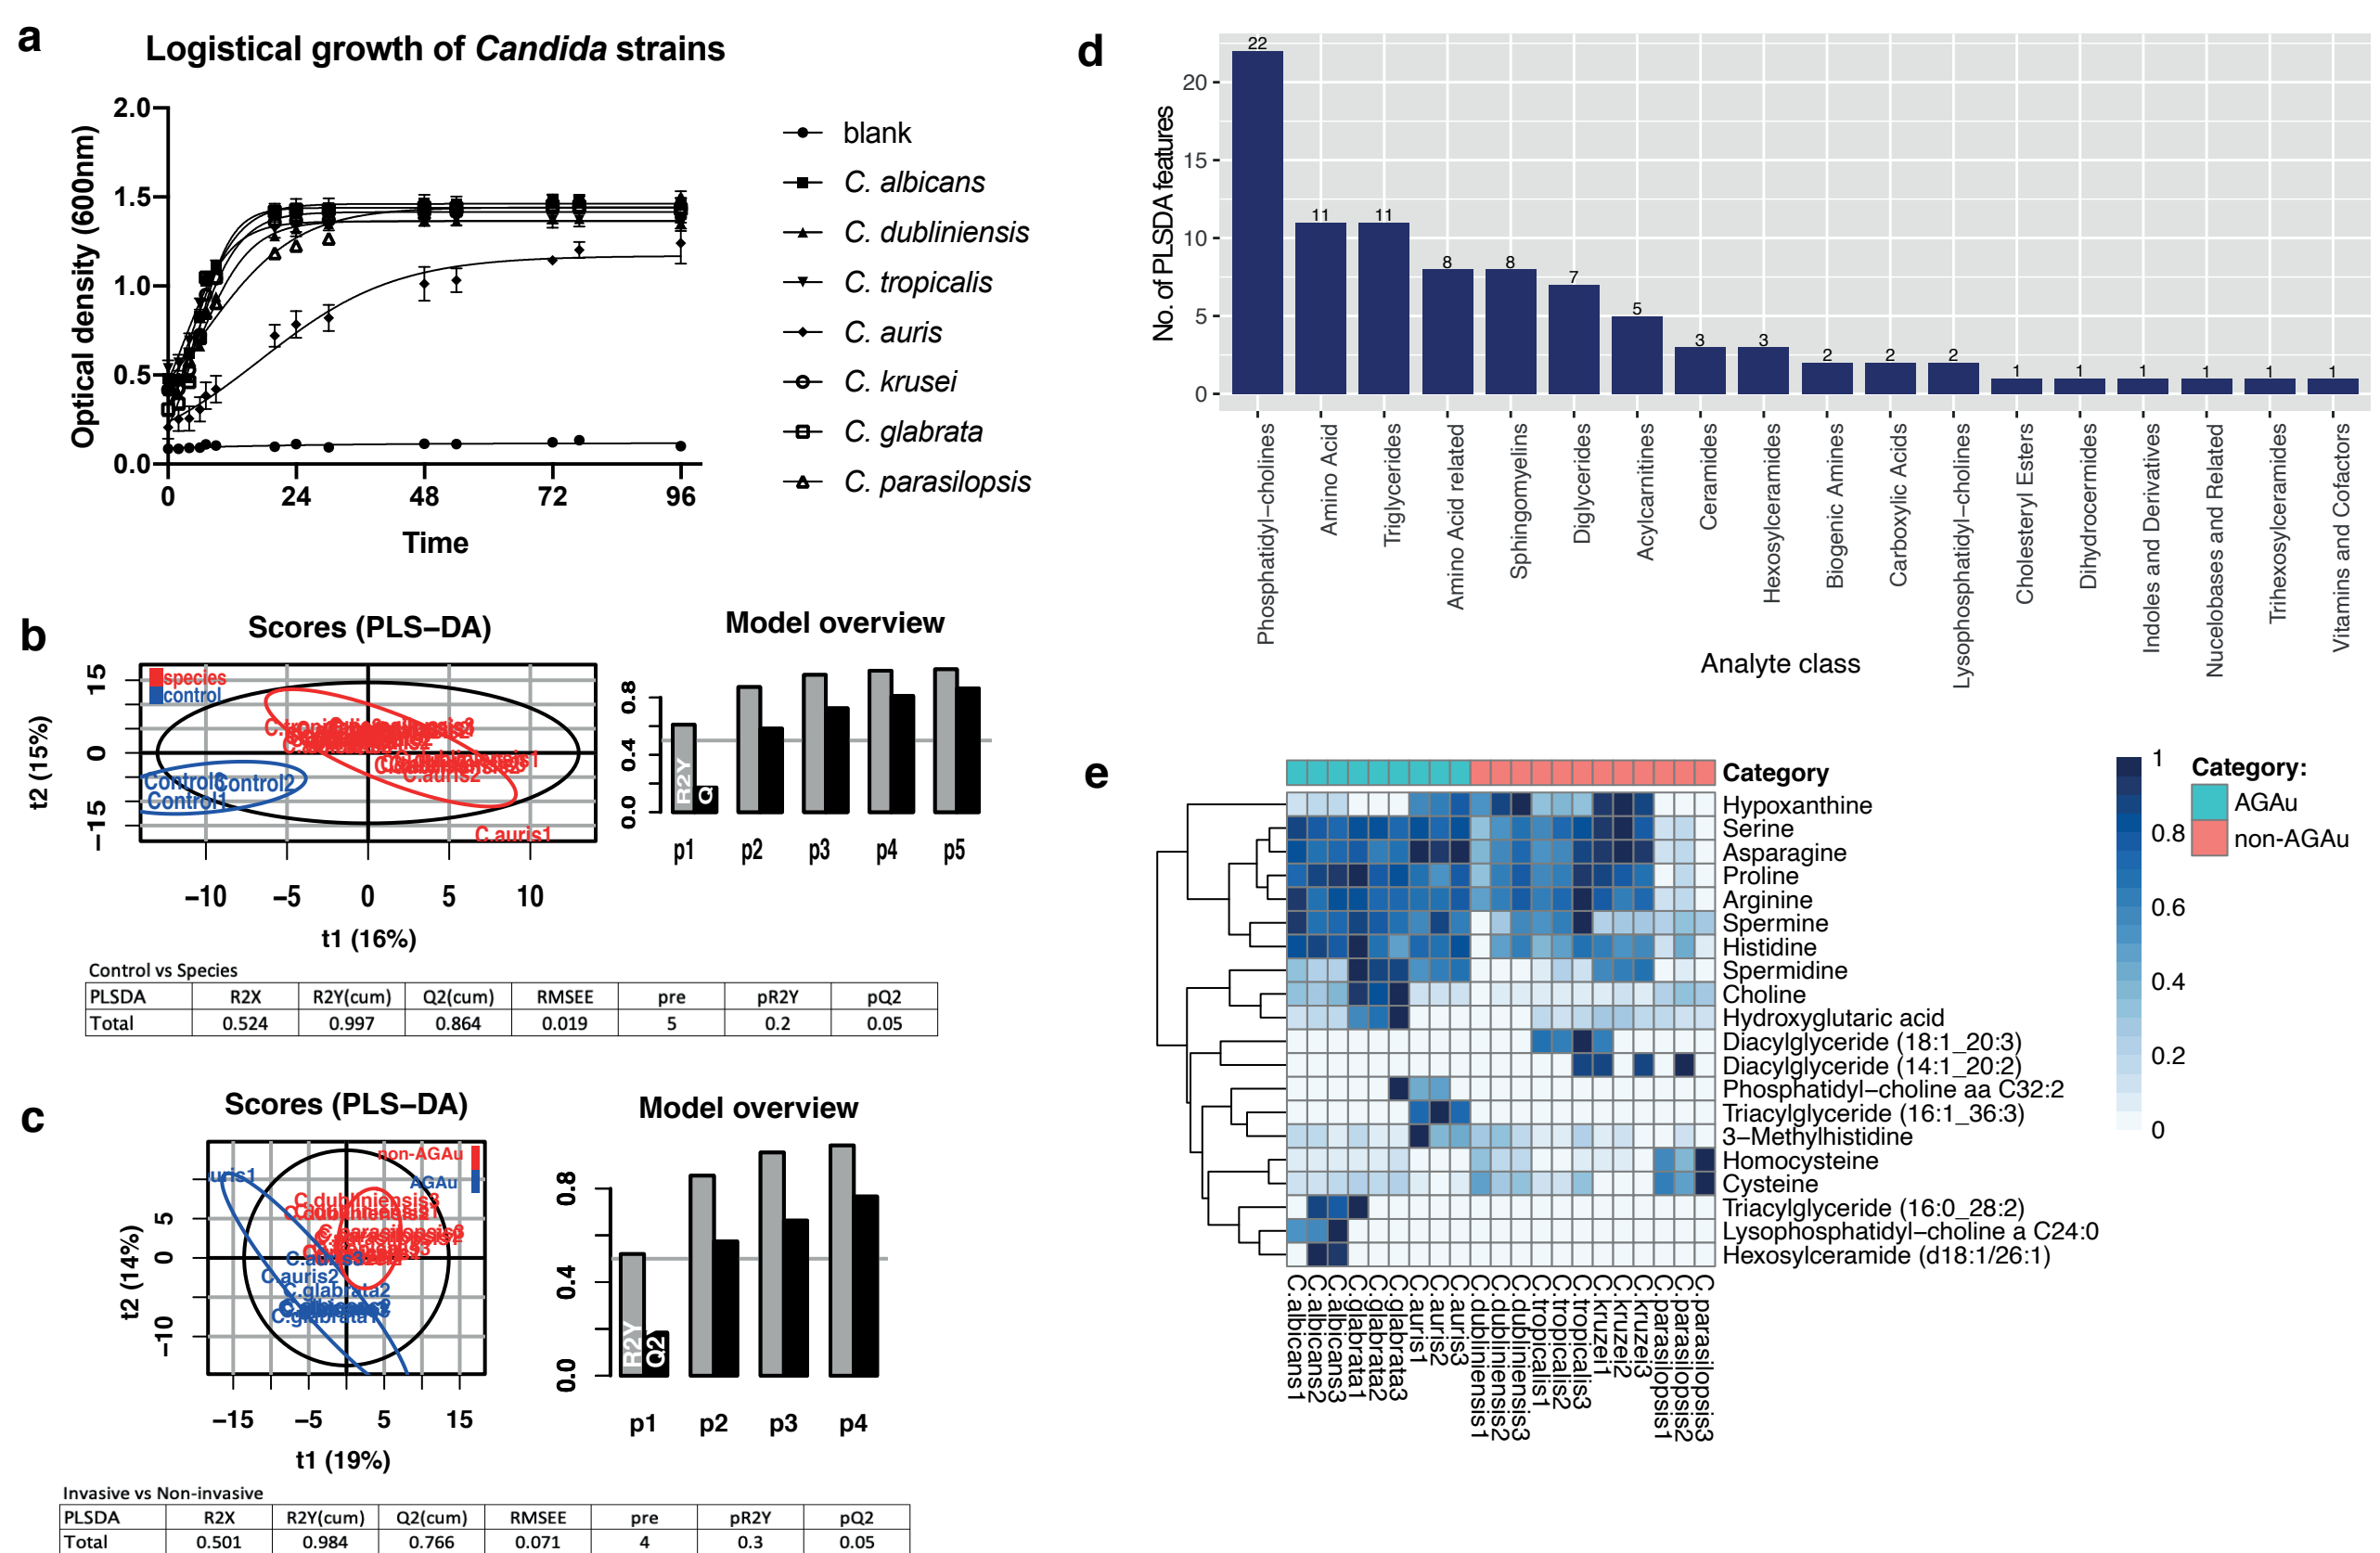 a
Logistical growth of Candida strains
Optical density (600nm)
2.0
1.5
1.0
0.5
0.0
0 24 48 72 96
Time
blank
C. albicans
C. dubliniensis
C. tropicalis
C. auris
C. krusei
C. glabrata
C. parasilopsis
b
Scores (PLS−DA)
species
control
t2 (15%)
15
0
−15
Control3
Control2
Control1
C.auris2
C.auris1
−10 −5 0 5 10
t1 (16%)
Model overview
0.8
0.4
0.0
R2Y
p1 p2 p3 p4 p5
Control vs Species
PLSDA R2X R2Y(cum) Q2(cum) RMSEE pre pR2Y pQ2
Total 0.524 0.997 0.864 0.019 5 0.2 0.05
c
Scores (PLS−DA)
non-AGAu
AGAu
t2 (14%)
5
0
−10
uris1
C.dubliniensis3
C.parasilopsis3
C.auris3
C.auris2
C.glabrata2
C.glabrata1
−15 −5 5 15
t1 (19%)
Model overview
0.8
0.4
0.0
R2Y
Q2
p1 p2 p3 p4
Invasive vs Non-invasive
PLSDA R2X R2Y(cum) Q2(cum) RMSEE pre pR2Y pQ2
Total 0.501 0.984 0.766 0.071 4 0.3 0.05
d
No. of PLSDA features
20
15
10
5
0
22 11 11 8 8 7 5 3 3 2 2 2 1 1 1 1 1 1
Phosphatidyl−cholines
Amino Acid
Triglycerides
Amino Acid related
Sphingomyelins
Diglycerides
Acylcarnitines
Ceramides
Hexosylceramides
Biogenic Amines
Carboxylic Acids
Lysophosphatidyl−cholines
Cholesteryl Esters
Dihydrocermides
Indoles and Derivatives
Nucelobases and Related
Trihexosylceramides
Vitamins and Cofactors
Analyte class
e
Category
Hypoxanthine
Serine
Asparagine
Proline
Arginine
Spermine
Histidine
Spermidine
Choline
Hydroxyglutaric acid
Diacylglyceride (18:1_20:3)
Diacylglyceride (14:1_20:2)
Phosphatidyl−choline aa C32:2
Triacylglyceride (16:1_36:3)
3−Methylhistidine
Homocysteine
Cysteine
Triacylglyceride (16:0_28:2)
Lysophosphatidyl−choline a C24:0
Hexosylceramide (d18:1/26:1)
C.albicans1
C.albicans2
C.albicans3
C.glabrata1
C.glabrata2
C.glabrata3
C.auris1
C.auris2
C.auris3
C.dubliniensis1
C.dubliniensis2
C.dubliniensis3
C.tropicalis1
C.tropicalis2
C.tropicalis3
C.kruzei1
C.kruzei2
C.kruzei3
C.parasilopsis1
C.parasilopsis2
C.parasilopsis3
1
0.8
0.6
0.4
0.2
0
Category:
AGAu
non-AGAu